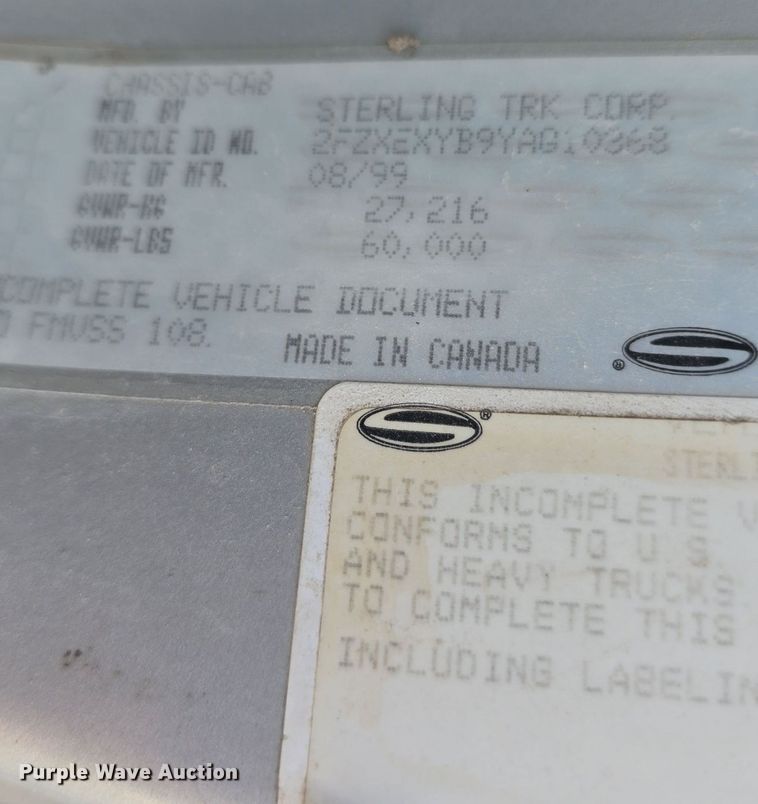 CHASSIS-CAB
MFD. BY STERLING TRK CORP.
VEHICLE ID NO. 2FZXEXYB9YAG10368
DATE OF MFR. 08/99
GVWR-KG 27,216
GVWR-LBS 60,000
COMPLETE VEHICLE DOCUMENT
FMVSS 108.
MADE IN CANADA
®
®
STERLI
THIS INCOMPLETE V
CONFORMS TO U.S.
AND HEAVY TRUCKS
TO COMPLETE THIS
INCLUDING LABELIN
Purple Wave Auction